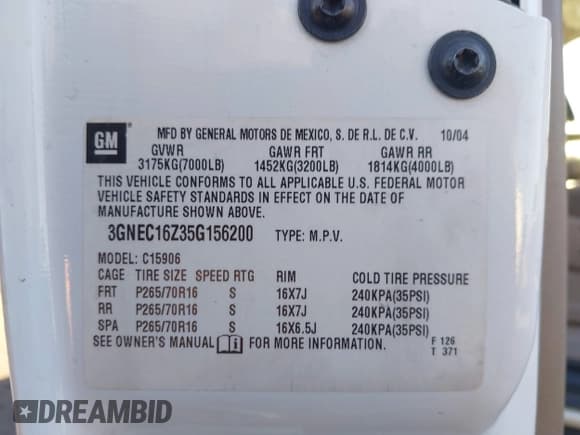 GM
MFD BY GENERAL MOTORS DE MEXICO, S. DE R.L. DE C.V. 10/04
GVWR GAWR FRT GAWR RR
3175KG(7000LB) 1452KG(3200LB) 1814KG(4000LB)
THIS VEHICLE CONFORMS TO ALL APPLICABLE U.S. FEDERAL MOTOR
VEHICLE SAFETY STANDARDS IN EFFECT ON THE DATE OF
MANUFACTURE SHOWN ABOVE.
3GNEC16Z35G156200 TYPE: M.P.V.
MODEL: C15906
CAGE TIRE SIZE SPEED RTG RIM COLD TIRE PRESSURE
FRT P265/70R16 S 16X7J 240KPA(35PSI)
RR P265/70R16 S 16X7J 240KPA(35PSI)
SPA P265/70R16 S 16X6.5J 240KPA(35PSI)
SEE OWNER'S MANUAL FOR MORE INFORMATION. F 126
T 371
DREAMBID